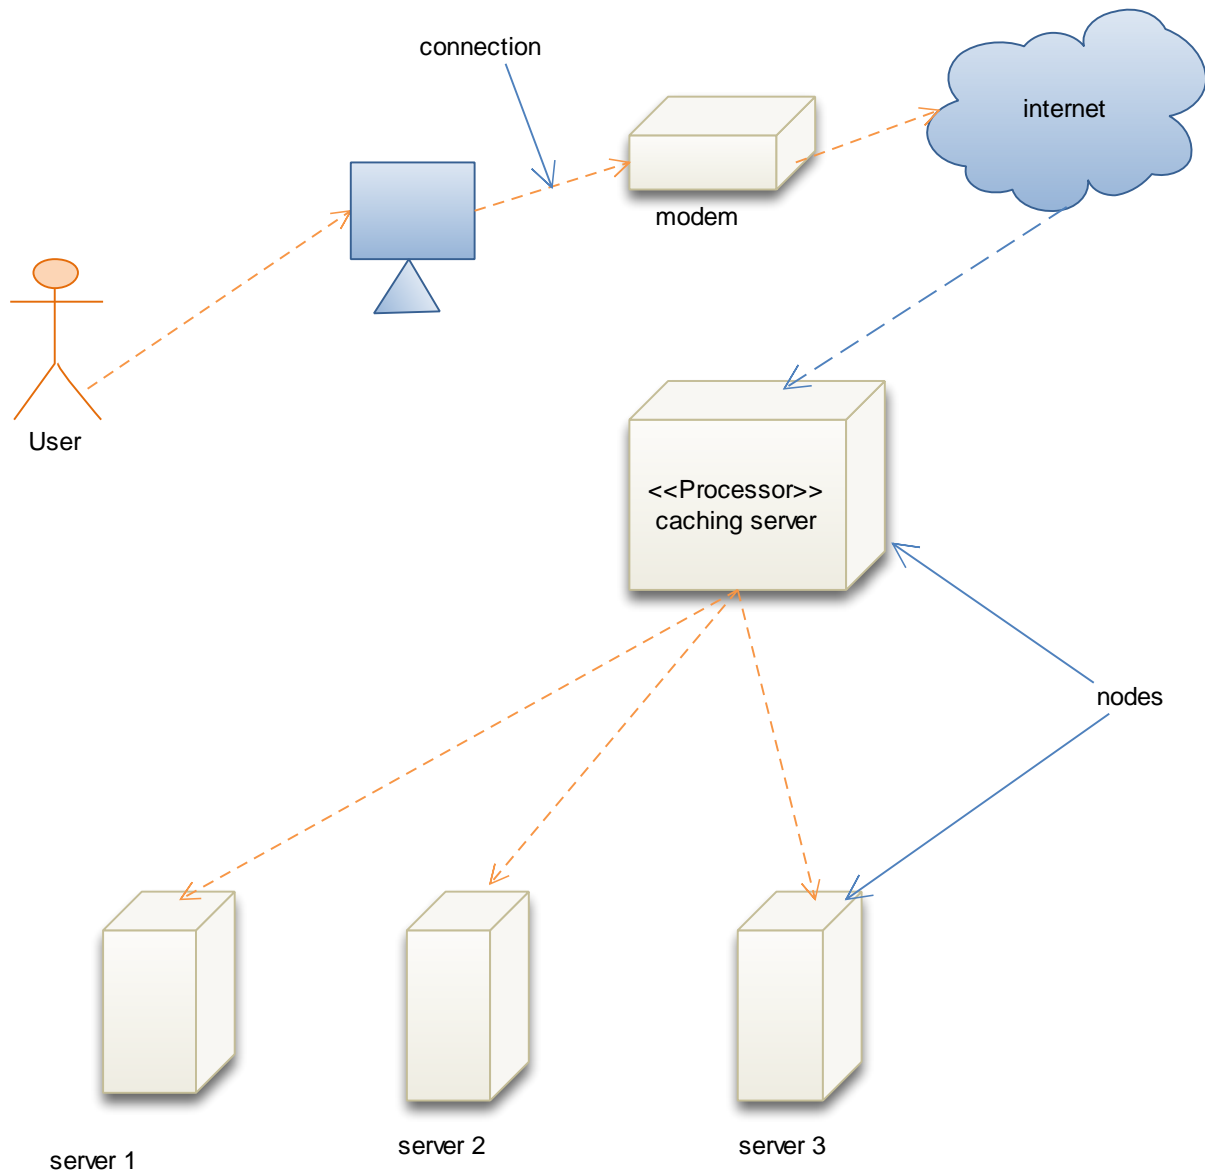 connection
internet
modem
User
<<Processor>>
caching server
nodes
server 1
server 2
server 3